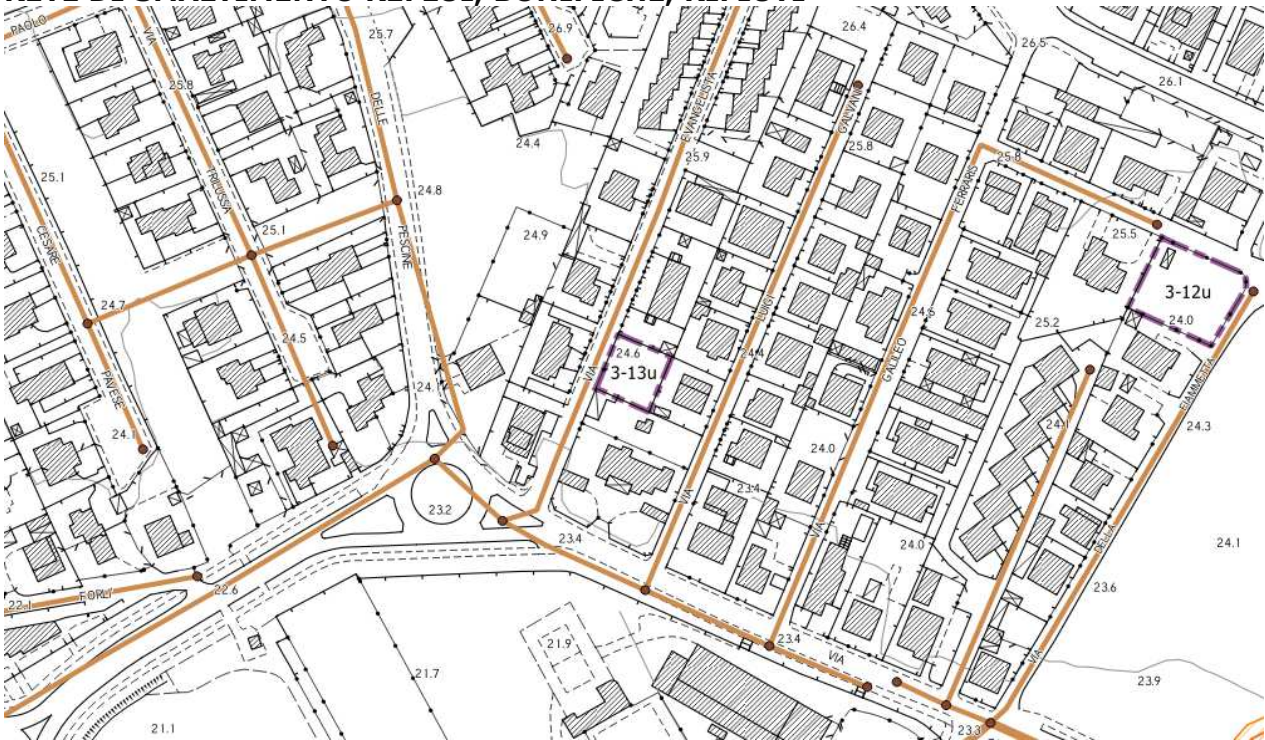 PAOLO
VIA
25.8
25.7
DELLE
26.9
24.4
EVANGELISTA
25.9
26.4
GALVANI
25.8
26.5
26.1
25.1
CESARE
TRILUSSA
25.1
24.8
PESCINE
24.9
FERRARIS
25.8
25.5
3-12u
24.0
24.7
24.5
PAVESE
24.1
24.1
24.6
3-13u
VIA
LUIGI
24.4
24.6
GALILEO
25.2
24.1
FIAMMETTA
24.3
23.2
23.4
VIA
23.4
24.0
VIA
24.0
DELLA
24.1
23.6
22.1
FORLI'
22.6
21.9
23.4
VIA
VIA
23.9
21.7
21.1
23.3